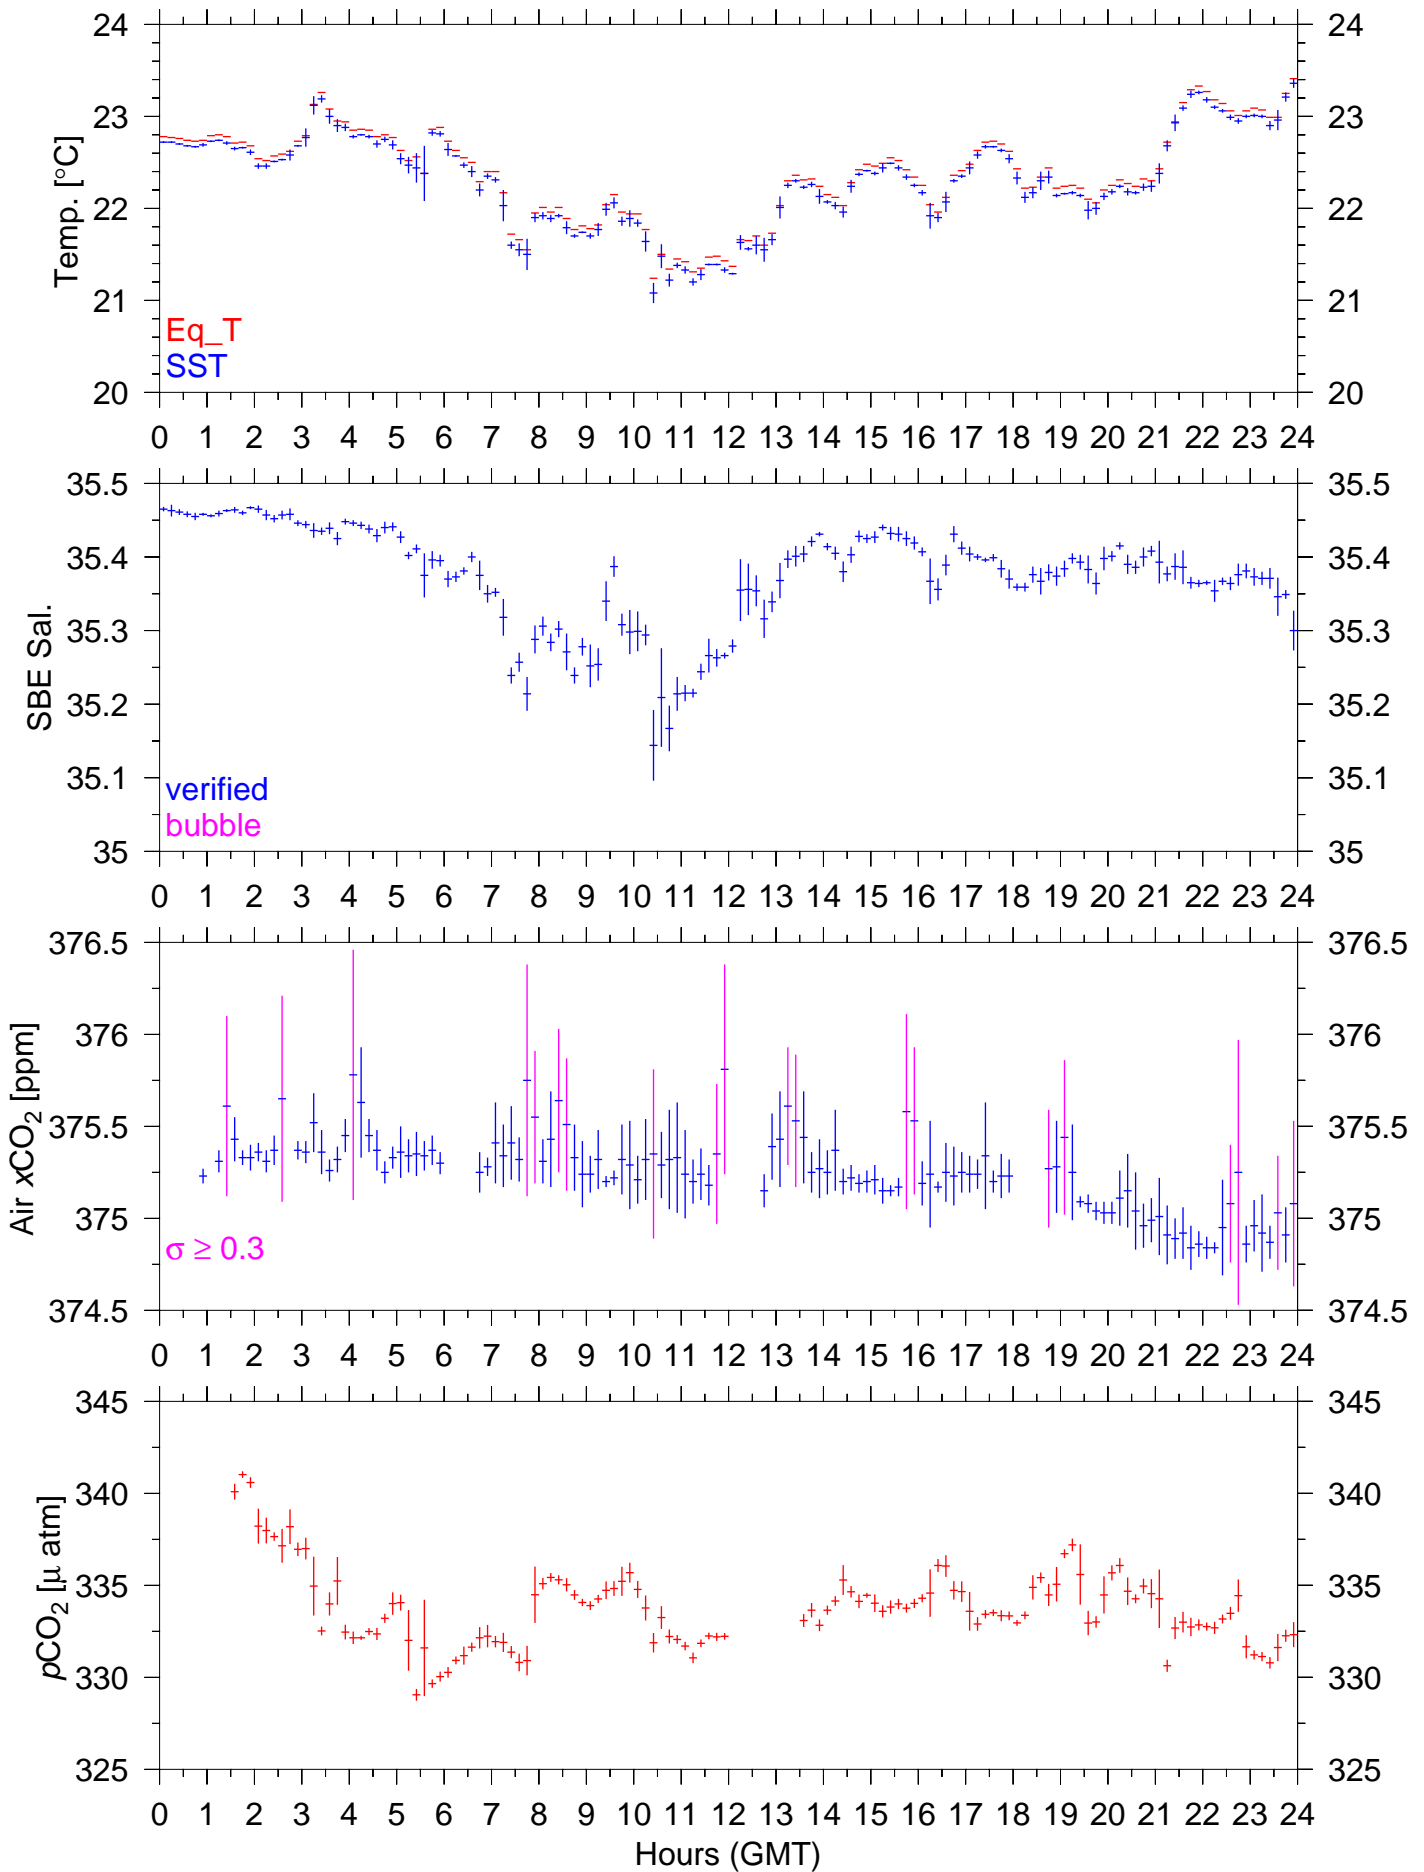 24 24
23 23
22 22
21 21
20 20
Temp. [°C]
Eq_T
SST
0 1 2 3 4 5 6 7 8 9 10 11 12 13 14 15 16 17 18 19 20 21 22 23 24
35.5 35.5
35.4 35.4
35.3 35.3
35.2 35.2
35.1 35.1
35 35
SBE Sal.
verified
bubble
0 1 2 3 4 5 6 7 8 9 10 11 12 13 14 15 16 17 18 19 20 21 22 23 24
376.5 376.5
376 376
375.5 375.5
375 375
374.5 374.5
Air xCO₂ [ppm]
σ ≥ 0.3
0 1 2 3 4 5 6 7 8 9 10 11 12 13 14 15 16 17 18 19 20 21 22 23 24
345 345
340 340
335 335
330 330
325 325
pCO₂ [μ atm]
0 1 2 3 4 5 6 7 8 9 10 11 12 13 14 15 16 17 18 19 20 21 22 23 24
Hours (GMT)